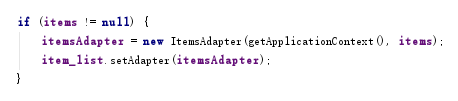 if (items != null) {
    itemsAdapter = new ItemsAdapter(getApplicationContext(), items);
    item_list.setAdapter(itemsAdapter);
}